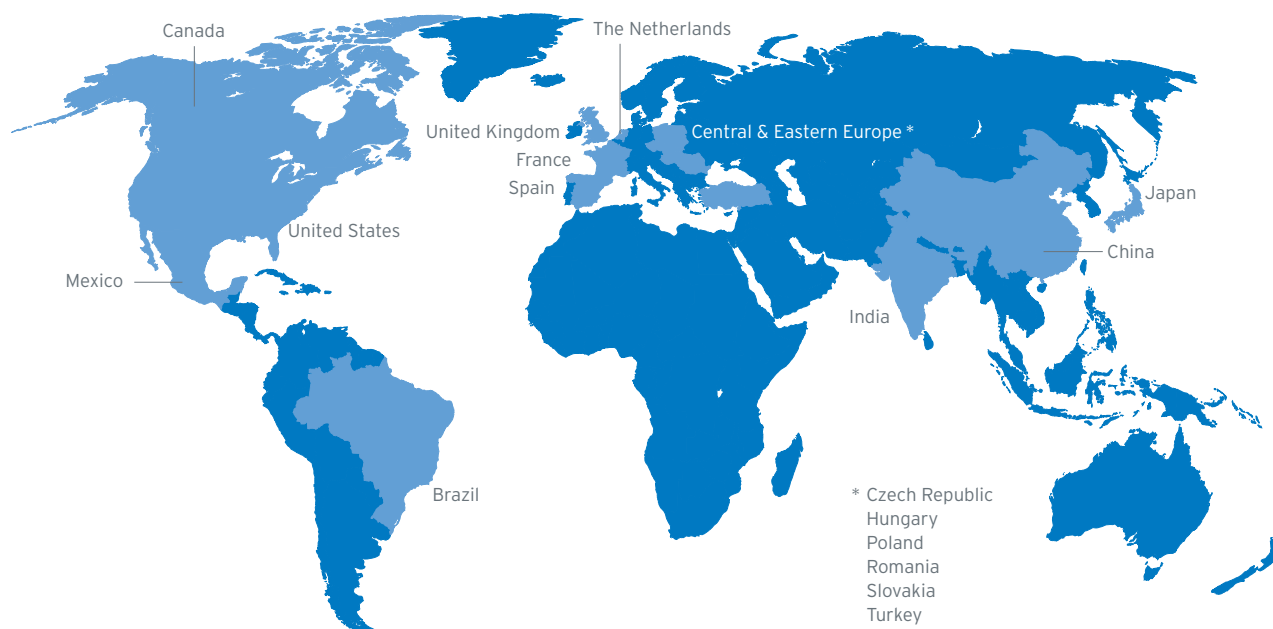 Canada
The Netherlands
United Kingdom
Central & Eastern Europe *
France
Spain
Japan
United States
China
Mexico
India
Brazil
* Czech Republic
Hungary
Poland
Romania
Slovakia
Turkey